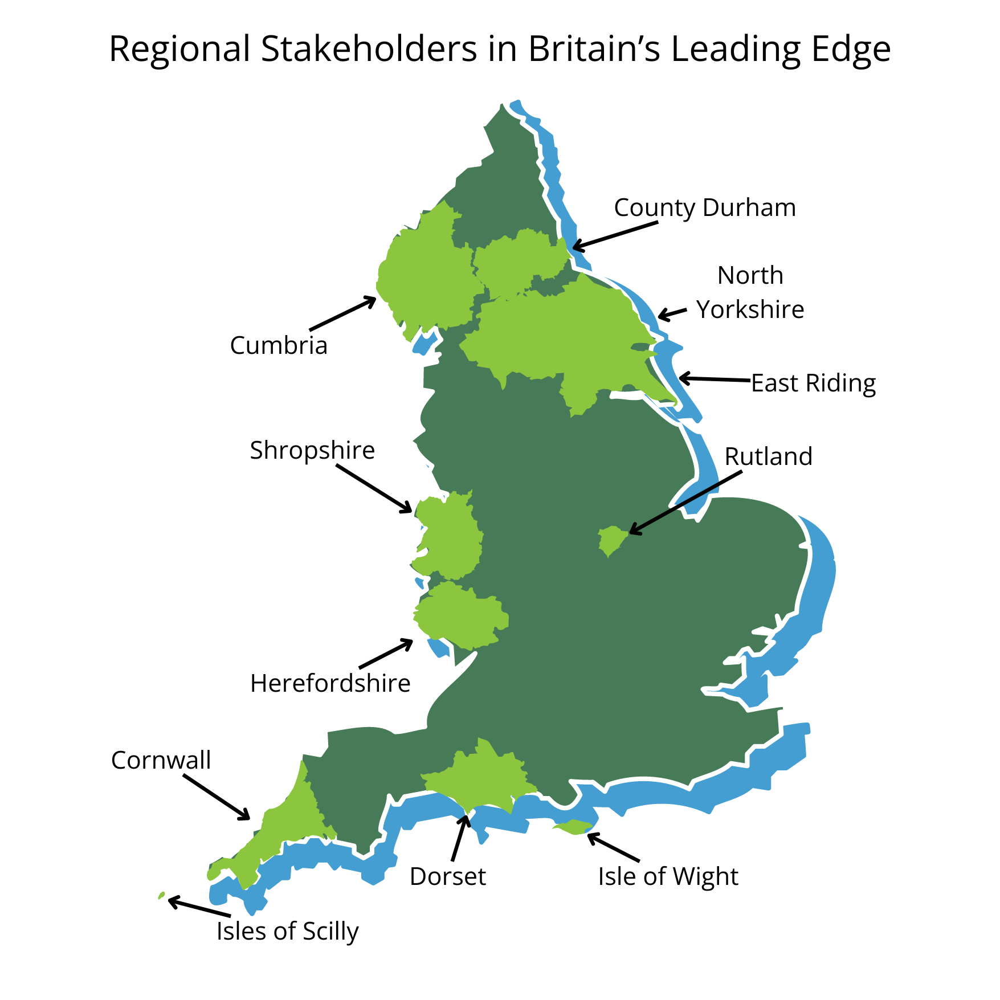 Regional Stakeholders in Britain’s Leading Edge
County Durham
North
Yorkshire
Cumbria
East Riding
Shropshire
Rutland
Herefordshire
Cornwall
Dorset
Isle of Wight
Isles of Scilly